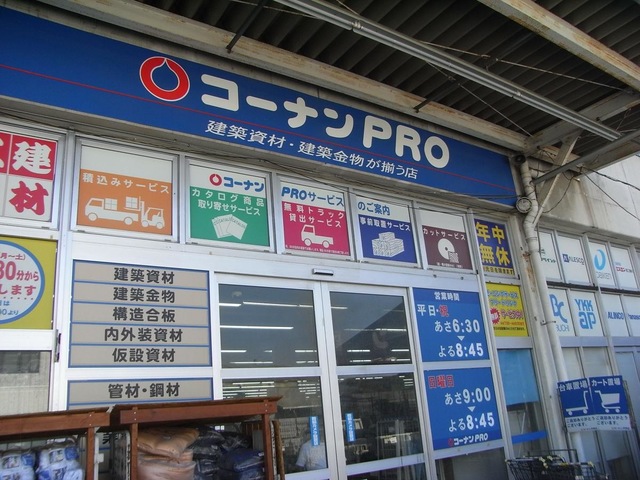 コーナンPRO
建築資材・建築金物が揃う店
建
材
積込みサービス
コーナン
カタログ商品
取り寄せサービス
PROサービス
無料トラック
貸出サービス
のご案内
事前取置サービス
カットサービス
年中
無休
30分から
します
建築資材
建築金物
構造合板
内外装資材
仮設資材
管材・鋼材
営業時間
平日・祝
あさ6:30
よる8:45
日曜日
あさ9:00
よる8:45
コーナンPRO
台車置場
カート置場
YKK
ap